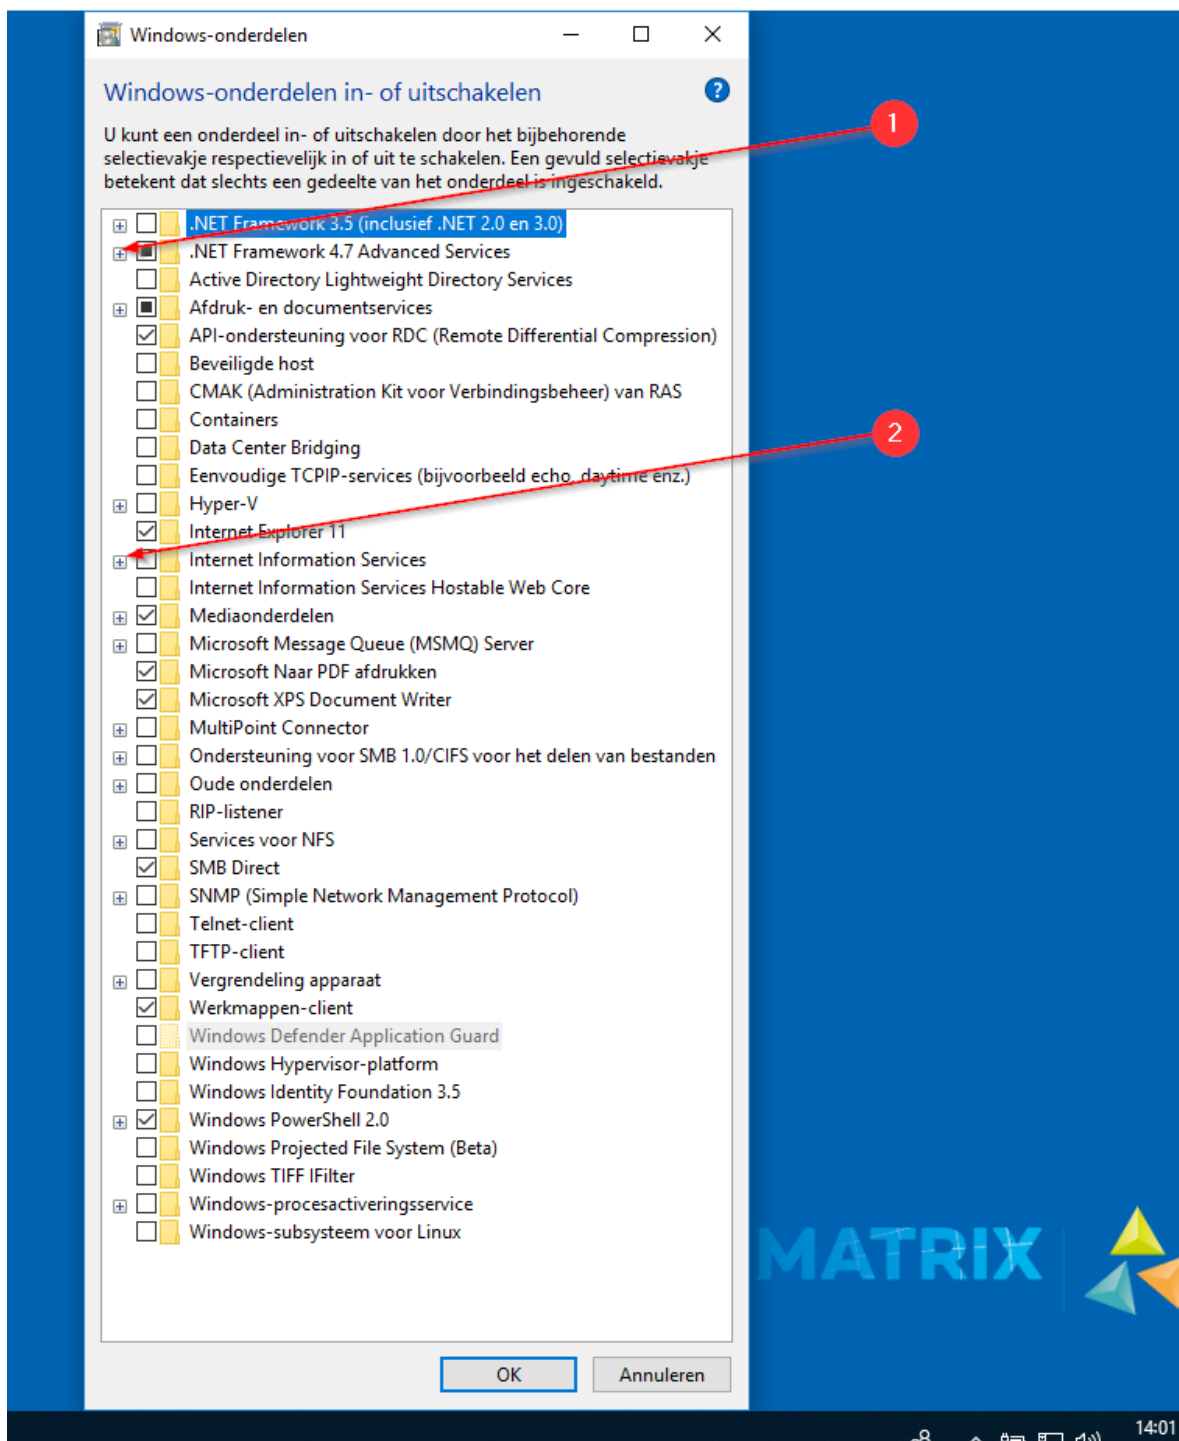 Windows-onderdelen
Windows-onderdelen in- of uitschakelen
?
U kunt een onderdeel in- of uitschakelen door het bijbehorende
selectievakje respectievelijk in of uit te schakelen. Een gevuld selectievakje
betekent dat slechts een gedeelte van het onderdeel is ingeschakeld.
1
.NET Framework 3.5 (inclusief .NET 2.0 en 3.0)
.NET Framework 4.7 Advanced Services
Active Directory Lightweight Directory Services
Afdruk- en documentservices
API-ondersteuning voor RDC (Remote Differential Compression)
Beveiligde host
CMAK (Administration Kit voor Verbindingsbeheer) van RAS
Containers
2
Data Center Bridging
Eenvoudige TCPIP-services (bijvoorbeeld echo, daytime enz.)
Hyper-V
Internet Explorer 11
Internet Information Services
Internet Information Services Hostable Web Core
Mediaonderdelen
Microsoft Message Queue (MSMQ) Server
Microsoft Naar PDF afdrukken
Microsoft XPS Document Writer
MultiPoint Connector
Ondersteuning voor SMB 1.0/CIFS voor het delen van bestanden
Oude onderdelen
RIP-listener
Services voor NFS
SMB Direct
SNMP (Simple Network Management Protocol)
Telnet-client
TFTP-client
Vergrendeling apparaat
Werkmappen-client
Windows Defender Application Guard
Windows Hypervisor-platform
Windows Identity Foundation 3.5
Windows PowerShell 2.0
Windows Projected File System (Beta)
Windows TIFF IFilter
Windows-procesactiveringsservice
Windows-subsysteem voor Linux
MATRIX
OK
Annuleren
14:01